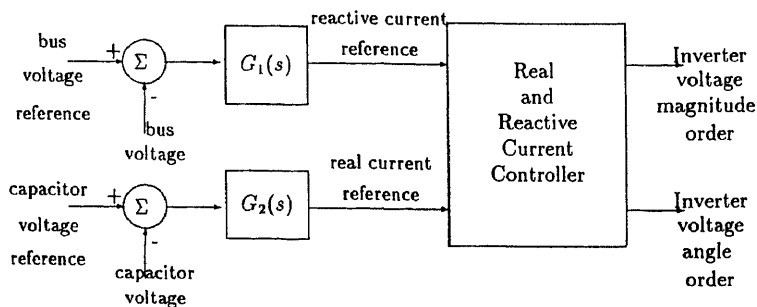 bus
voltage
reference
+
Σ
-
bus
voltage
G₁(s)
reactive current
reference
capacitor
voltage
reference
+
Σ
-
capacitor
voltage
G₂(s)
real current
reference
Real
and
Reactive
Current
Controller
Inverter
voltage
magnitude
order
Inverter
voltage
angle
order